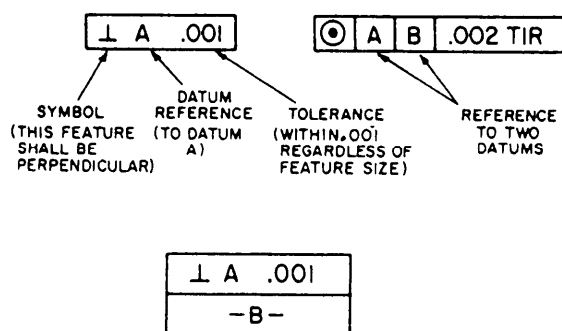 ⊥ A .001
◉ A B .002 TIR
SYMBOL
(THIS FEATURE
SHALL BE
PERPENDICULAR)
DATUM
REFERENCE
(TO DATUM
A)
TOLERANCE
(WITHIN .001
REGARDLESS OF
FEATURE SIZE)
REFERENCE
TO TWO
DATUMS
⊥ A .001
-B-